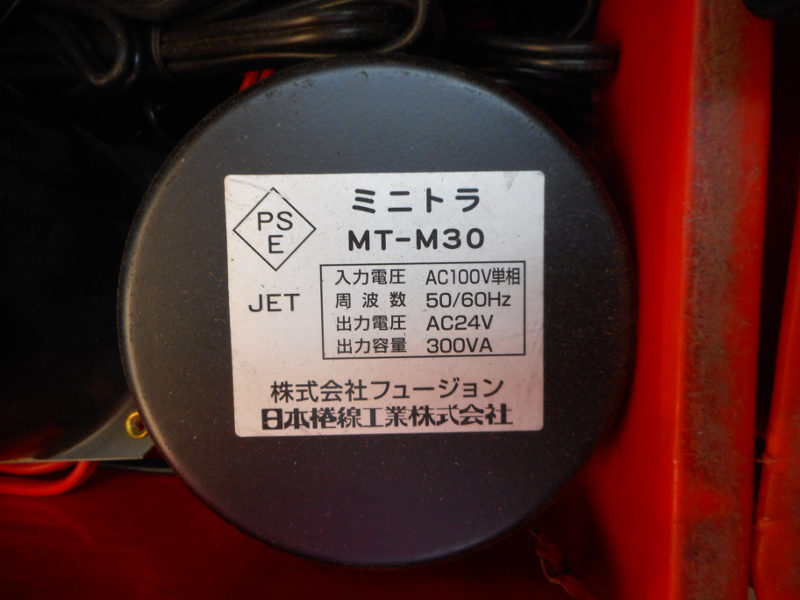 ミニトラ
MT-M30
PS
E
JET
入力電圧 AC100V単相
周波数 50/60Hz
出力電圧 AC24V
出力容量 300VA
株式会社フュージョン
日本捲線工業株式会社